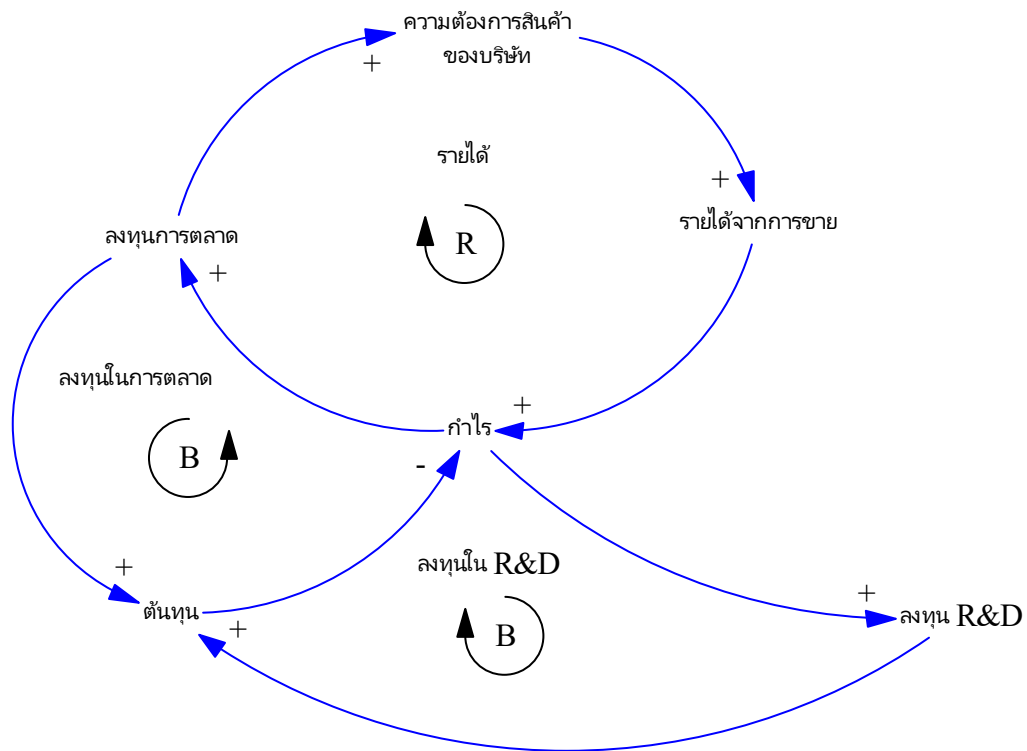 ความต้องการสินค้า
ของบริษัท
+
รายได้
+
รายได้จากการขาย
ลงทุนการตลาด
R
+
ลงทุนในการตลาด
+
กำไร
-
B
ลงทุนใน R&D
+
+
ต้นทุน
+
B
ลงทุน R&D